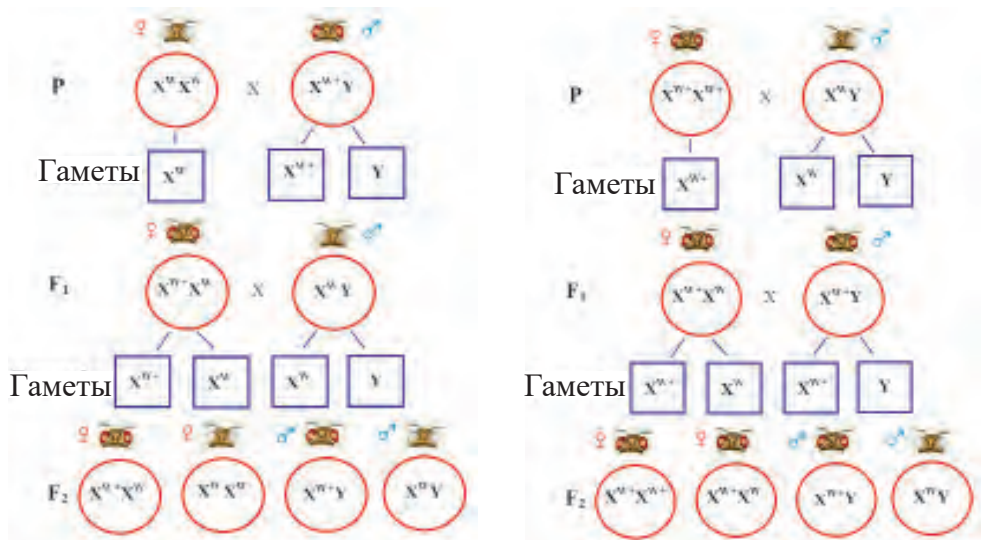 ♀ ♂
P X^w X^w x X^w+ Y
Гаметы X^w X^w+ Y
♀ ♂
F₁ X^w+ X^w x X^w Y
Гаметы X^w+ X^w X^w Y
♀ ♀ ♂ ♂
F₂ X^w+ X^w X^w X^w X^w+ Y X^w Y
♀ ♂
P X^w+ X^w+ x X^w Y
Гаметы X^w+ X^w Y
♀ ♂
F₁ X^w+ X^w x X^w+ Y
Гаметы X^w+ X^w X^w+ Y
♀ ♀ ♂ ♂
F₂ X^w+ X^w+ X^w+ X^w X^w+ Y X^w Y